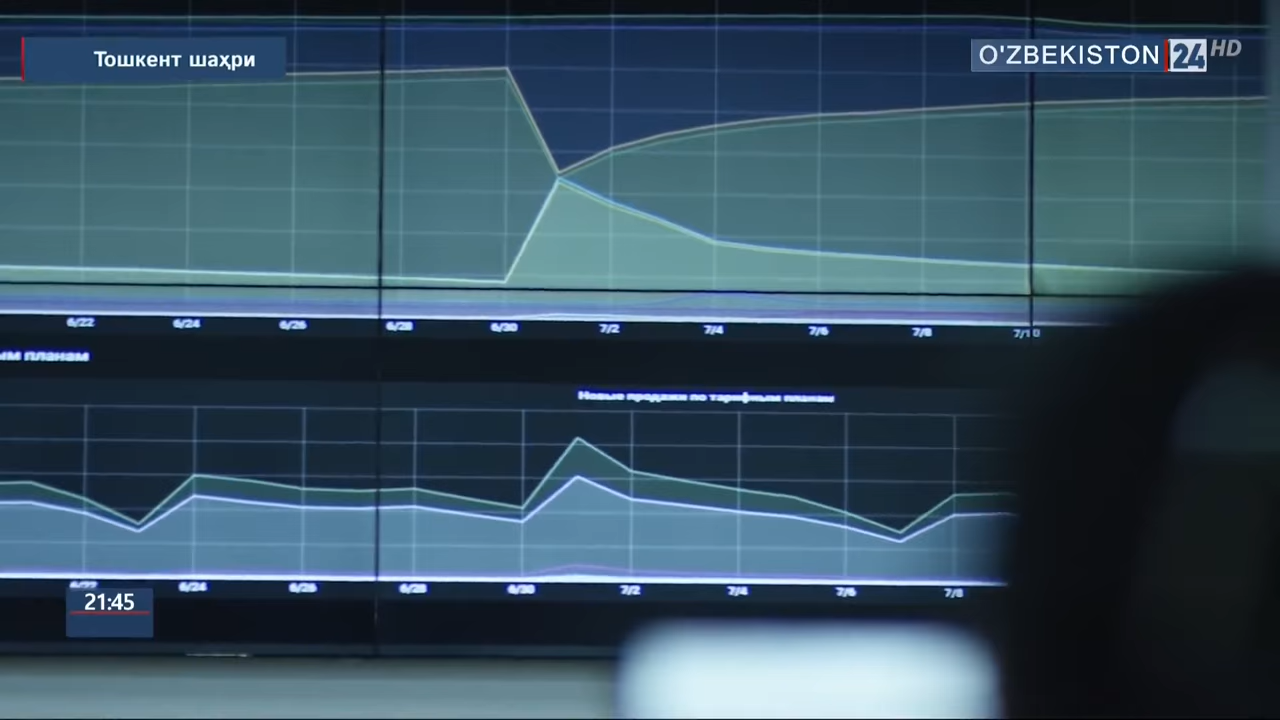 Тошкент шаҳри
O'ZBEKISTON 24 HD
6/22 6/24 6/26 6/28 6/30 7/2 7/4 7/6 7/8 7/10
ым планам
Новые продажи по тарифным планам
6/22 6/24 6/26 6/28 6/30 7/2 7/4 7/6 7/8
21:45